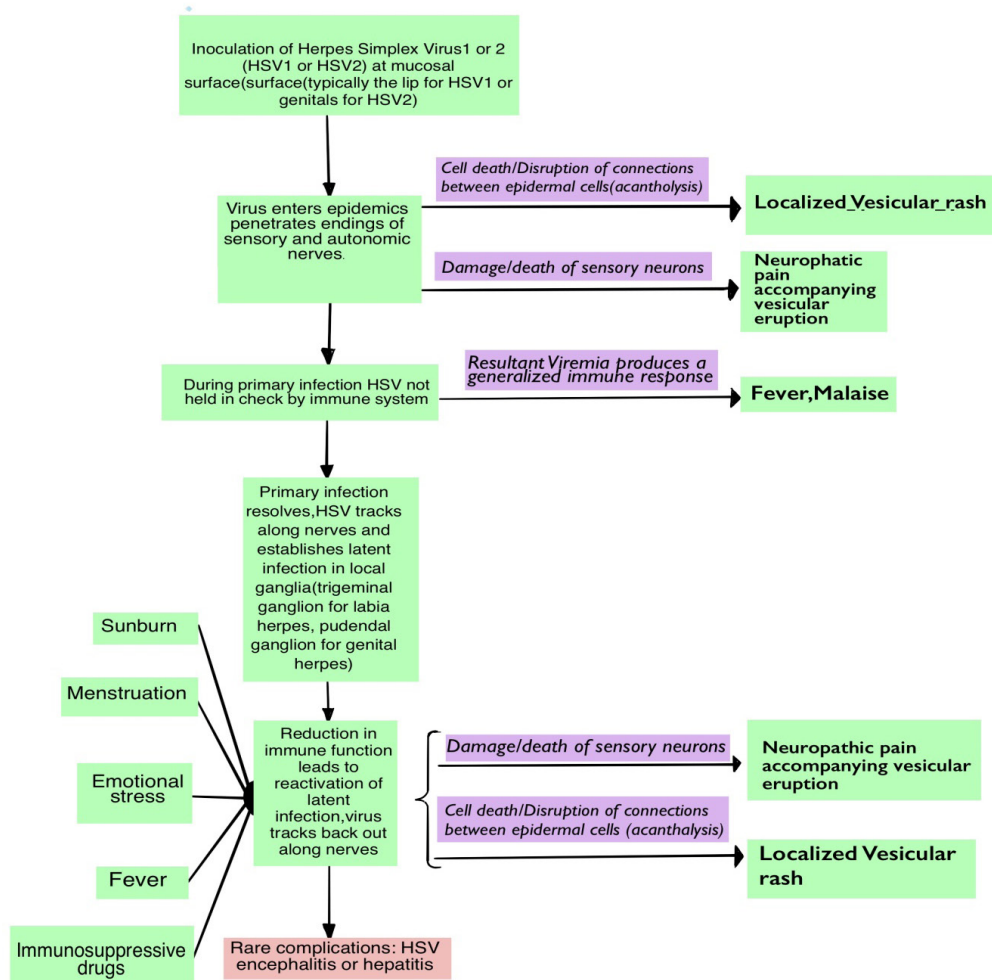 Inoculation of Herpes Simplex Virus1 or 2
(HSV1 or HSV2) at mucosal
surface(surface(typically the lip for HSV1 or
genitals for HSV2)
Cell death/Disruption of connections
between epidermal cells(acantholysis)
Localized_Vesicular_rash
Virus enters epidemics
penetrates endings of
sensory and autonomic
nerves.
Damage/death of sensory neurons
Neurophatic
pain
accompanying
vesicular
eruption
During primary infection HSV not
held in check by immune system
Resultant Viremia produces a
generalized immune response
Fever,Malaise
Primary infection
resolves,HSV tracks
along nerves and
establishes latent
infection in local
ganglia(trigeminal
ganglion for labia
herpes, pudendal
ganglion for genital
herpes)
Sunburn
Menstruation
Emotional
stress
Fever
Immunosuppressive
drugs
Reduction in
immune function
leads to
reactivation of
latent
infection,virus
tracks back out
along nerves
Damage/death of sensory neurons
Neuropathic pain
accompanying vesicular
eruption
Cell death/Disruption of connections
between epidermal cells (acanthalysis)
Localized Vesicular
rash
Rare complications: HSV
encephalitis or hepatitis